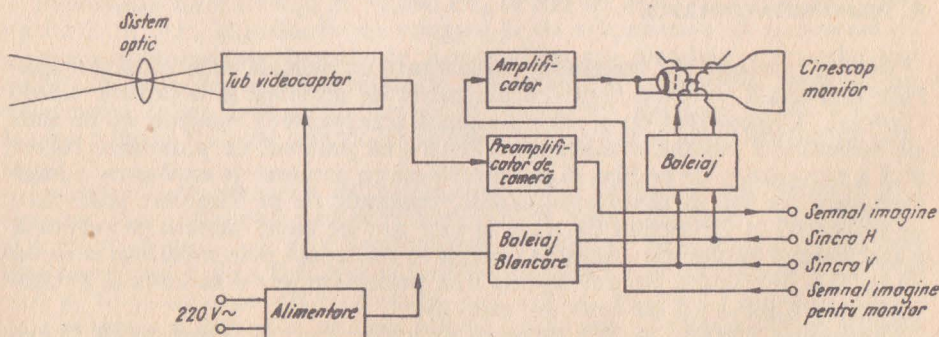 Sistem
optic
Tub videocaptor
Amplifi-
cator
Cinescop
monitor
Preamplifi-
cator de
cameră
Baleiaj
Semnal imagine
Baleiaj
Blancare
Sincro H
Sincro V
Semnal imagine
pentru monitor
220 V~
Alimentare